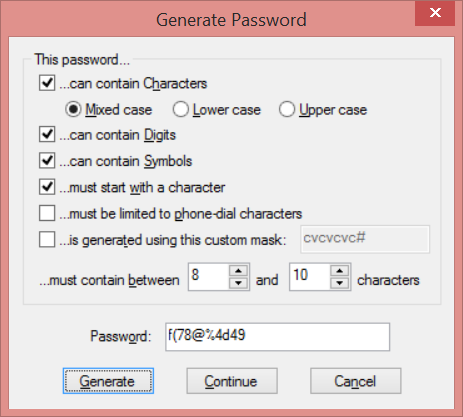 Generate Password
This password...
...can contain Characters
Mixed case Lower case Upper case
...can contain Digits
...can contain Symbols
...must start with a character
...must be limited to phone-dial characters
...is generated using this custom mask: cvcvcvc#
...must contain between 8 and 10 characters
Password: f(78@%4d49
Generate Continue Cancel